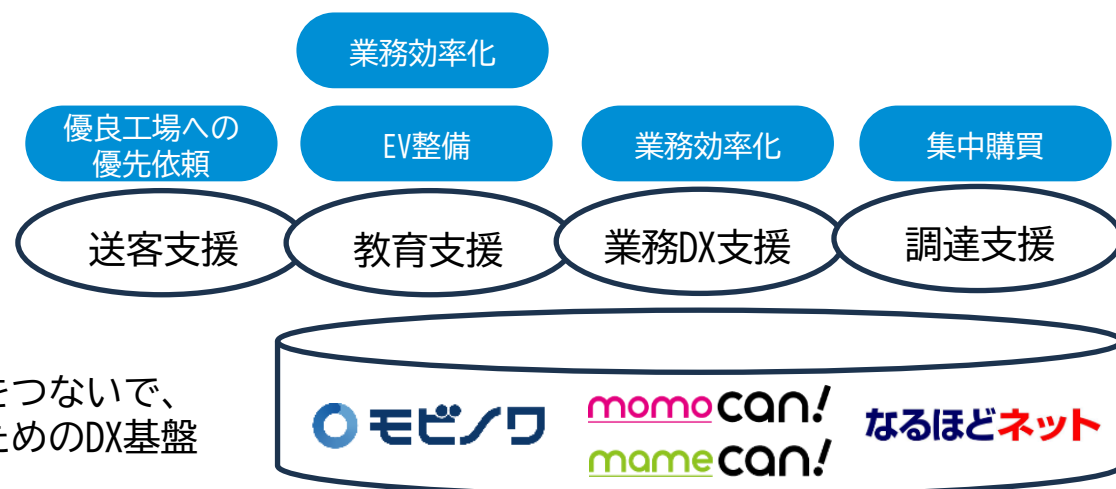 業務効率化
優良工場への
優先依頼
EV整備
業務効率化
集中購買
送客支援
教育支援
業務DX支援
調達支援
をつないで、
ためのDX基盤
モビノワ
momocan!
mamecan!
なるほどネット